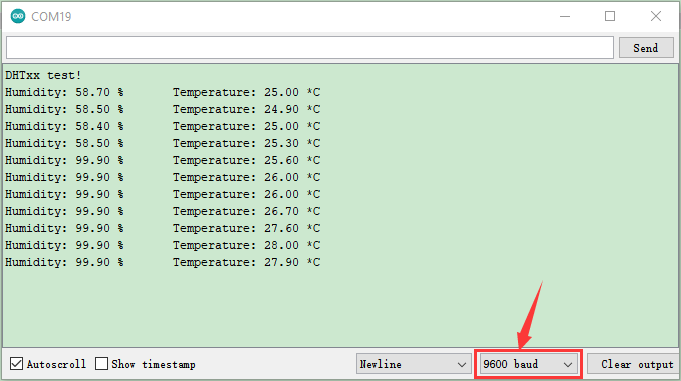 COM19
Send
DHTxx test!
Humidity: 58.70 % Temperature: 25.00 *C
Humidity: 58.50 % Temperature: 24.90 *C
Humidity: 58.40 % Temperature: 25.00 *C
Humidity: 58.50 % Temperature: 25.30 *C
Humidity: 99.90 % Temperature: 25.60 *C
Humidity: 99.90 % Temperature: 26.00 *C
Humidity: 99.90 % Temperature: 26.00 *C
Humidity: 99.90 % Temperature: 26.70 *C
Humidity: 99.90 % Temperature: 27.60 *C
Humidity: 99.90 % Temperature: 28.00 *C
Humidity: 99.90 % Temperature: 27.90 *C
Autoscroll Show timestamp Newline 9600 baud Clear output